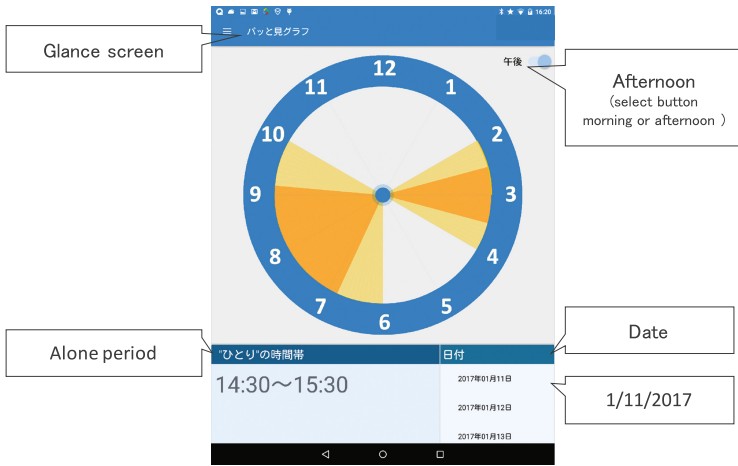 Glance screen
16:20
パッと見グラフ
午後
Afternoon
(select button
morning or afternoon )
12
1
2
3
4
5
6
7
8
9
10
11
Alone period
"ひとり"の時間帯
日付
Date
14:30～15:30
2017年01月11日
2017年01月12日
2017年01月13日
1/11/2017